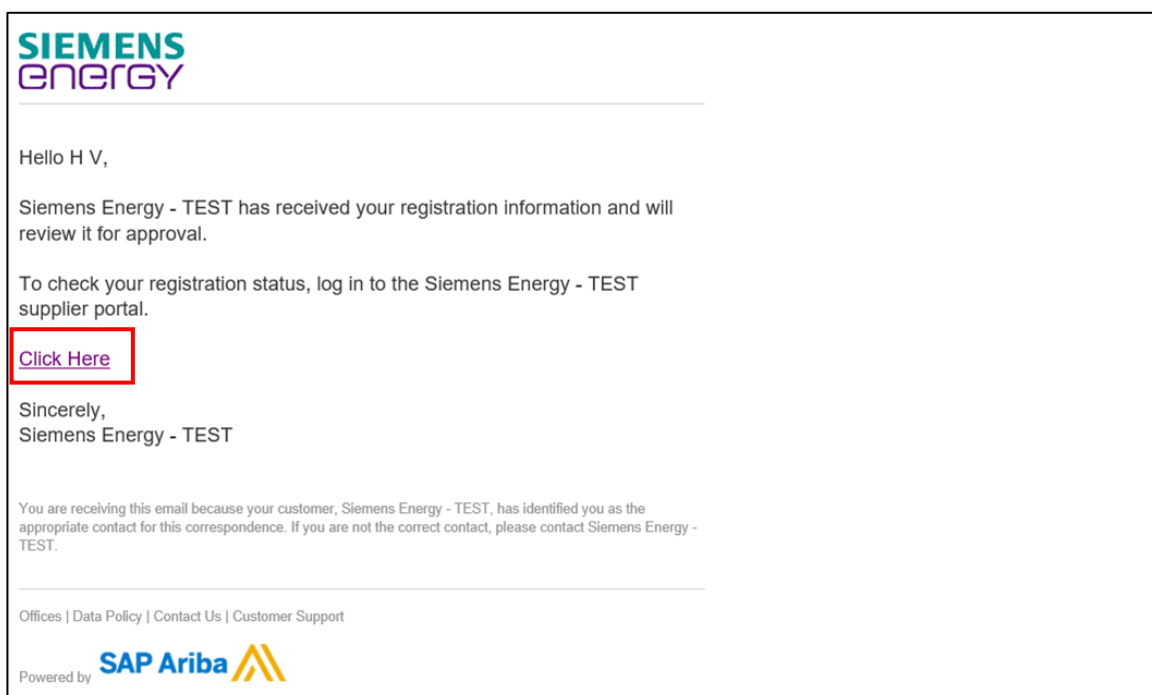 SIEMENS
energy
Hello H V,
Siemens Energy - TEST has received your registration information and will
review it for approval.
To check your registration status, log in to the Siemens Energy - TEST
supplier portal.
Click Here
Sincerely,
Siemens Energy - TEST
You are receiving this email because your customer, Siemens Energy - TEST, has identified you as the
appropriate contact for this correspondence. If you are not the correct contact, please contact Siemens Energy -
TEST.
Offices | Data Policy | Contact Us | Customer Support
Powered by SAP Ariba